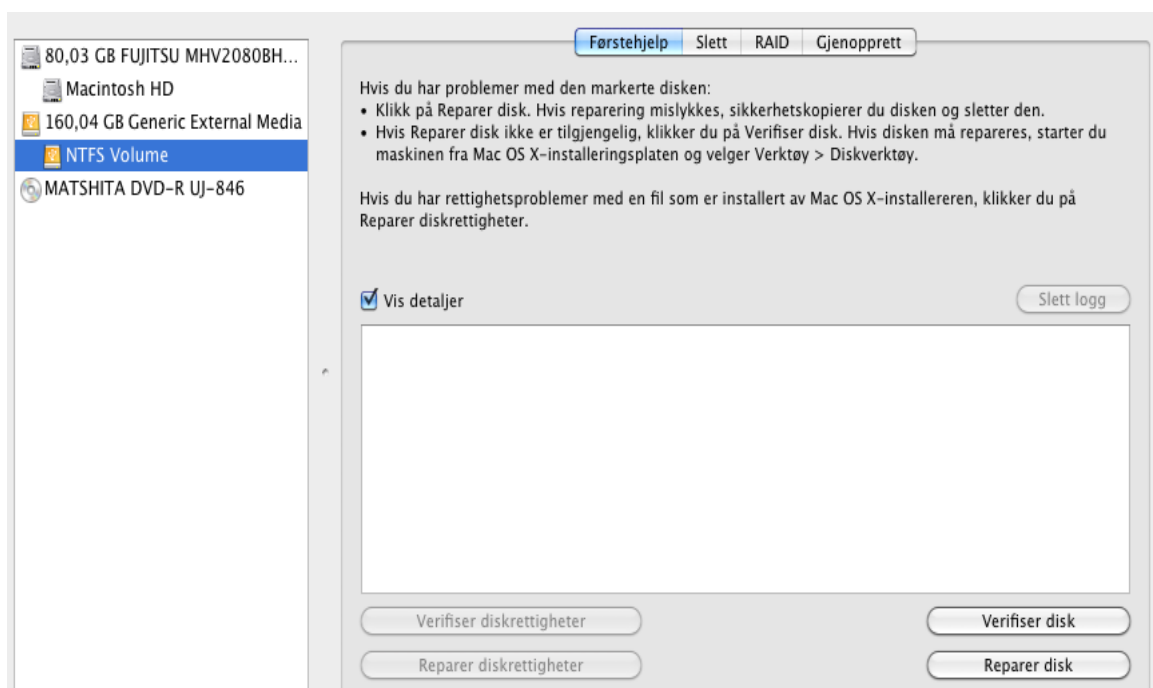 80,03 GB FUJITSU MHV2080BH...
Macintosh HD
160,04 GB Generic External Media
NTFS Volume
MATSHITA DVD-R UJ-846
Førstehjelp
Slett
RAID
Gjenopprett
Hvis du har problemer med den markerte disken:
• Klikk på Reparer disk. Hvis reparering mislykkes, sikkerhetskopierer du disken og sletter den.
• Hvis Reparer disk ikke er tilgjengelig, klikker du på Verifiser disk. Hvis disken må repareres, starter du
maskinen fra Mac OS X-installeringsplaten og velger Verktøy > Diskverktøy.
Hvis du har rettighetsproblemer med en fil som er installert av Mac OS X-installereren, klikker du på
Reparer diskrettigheter.
Vis detaljer
Slett logg
Verifiser diskrettigheter
Verifiser disk
Reparer diskrettigheter
Reparer disk